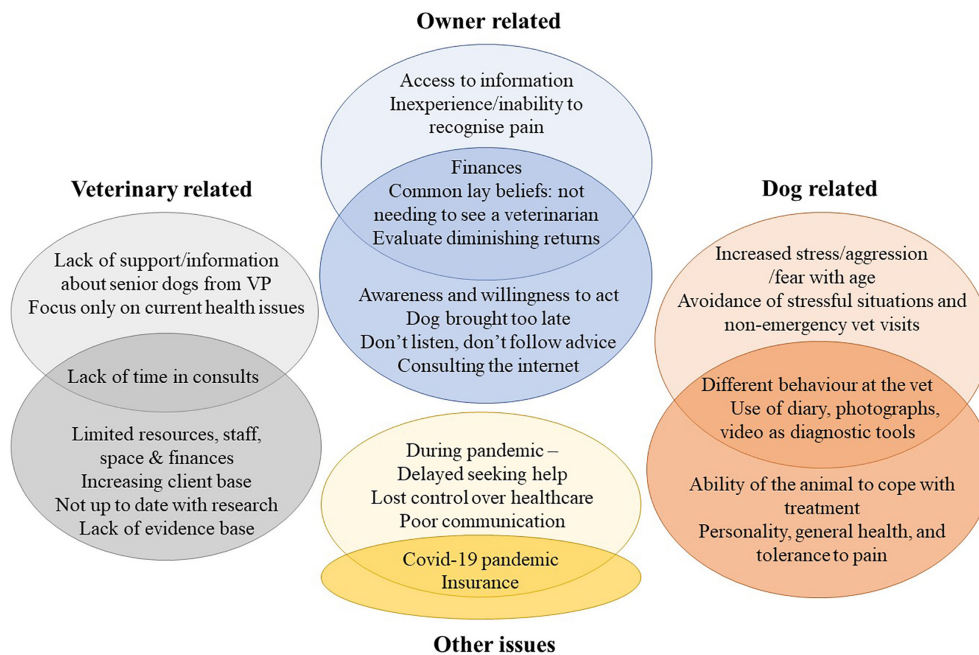 Owner related
Access to information
Inexperience/inability to
recognise pain
Finances
Common lay beliefs: not
needing to see a veterinarian
Evaluate diminishing returns
Awareness and willingness to act
Dog brought too late
Don’t listen, don’t follow advice
Consulting the internet
Veterinary related
Lack of support/information
about senior dogs from VP
Focus only on current health issues
Lack of time in consults
Limited resources, staff,
space & finances
Increasing client base
Not up to date with research
Lack of evidence base
Dog related
Increased stress/aggression
/fear with age
Avoidance of stressful situations and
non-emergency vet visits
Different behaviour at the vet
Use of diary, photographs,
video as diagnostic tools
Ability of the animal to cope with
treatment
Personality, general health, and
tolerance to pain
During pandemic –
Delayed seeking help
Lost control over healthcare
Poor communication
Covid-19 pandemic
Insurance
Other issues